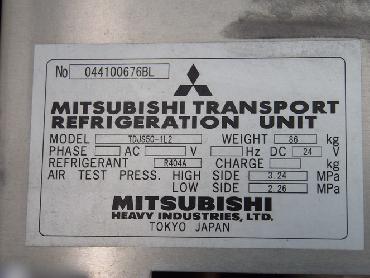 No 044100676BL
MITSUBISHI TRANSPORT
REFRIGERATION UNIT
MODEL TDJS50-1L2 WEIGHT 86 kg
PHASE AC V Hz DC 24 V
REFRIGERANT R404A CHARGE kg
AIR TEST PRESS. HIGH SIDE 3.24 MPa
LOW SIDE 2.26 MPa
MITSUBISHI
HEAVY INDUSTRIES, LTD.
TOKYO JAPAN